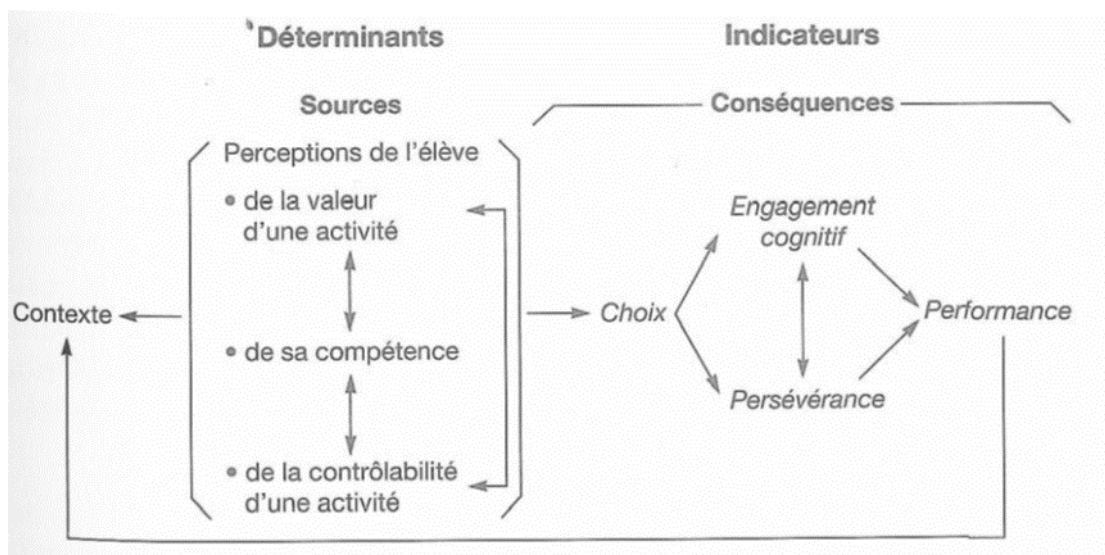 Déterminants
Indicateurs
Sources
Conséquences
Perceptions de l'élève
• de la valeur
d'une activité
Engagement
cognitif
Contexte
Choix
Performance
• de sa compétence
Persévérance
• de la contrôlabilité
d'une activité